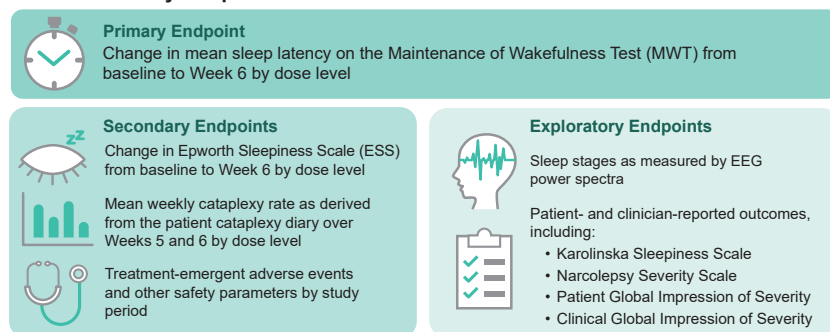 Primary Endpoint
Change in mean sleep latency on the Maintenance of Wakefulness Test (MWT) from
baseline to Week 6 by dose level
zz
Secondary Endpoints
Change in Epworth Sleepiness Scale (ESS)
from baseline to Week 6 by dose level
Mean weekly cataplexy rate as derived
from the patient cataplexy diary over
Weeks 5 and 6 by dose level
Treatment-emergent adverse events
and other safety parameters by study
period
Exploratory Endpoints
Sleep stages as measured by EEG
power spectra
Patient- and clinician-reported outcomes,
including:
• Karolinska Sleepiness Scale
• Narcolepsy Severity Scale
• Patient Global Impression of Severity
• Clinical Global Impression of Severity